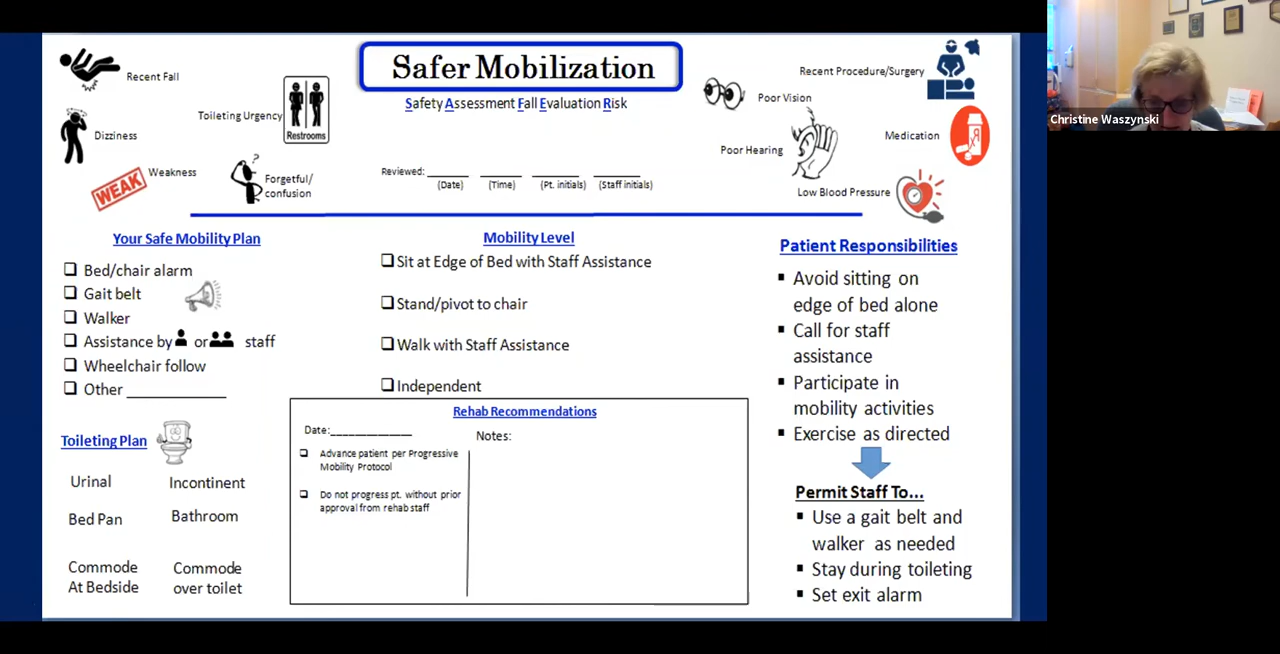 Safer Mobilization
Safety Assessment Fall Evaluation Risk
Recent Fall
Toileting Urgency
Restrooms
Dizziness
Weakness
WEAK
Forgetful/
confusion
Reviewed: ________ ________ ________ ________
(Date) (Time) (Pt. initials) (Staff initials)
Recent Procedure/Surgery
Poor Vision
Medication
Poor Hearing
Low Blood Pressure
Christine Waszynski
Your Safe Mobility Plan
❑ Bed/chair alarm
❑ Gait belt
❑ Walker
❑ Assistance by or staff
❑ Wheelchair follow
❑ Other ____________
Toileting Plan
Urinal Incontinent
Bed Pan Bathroom
Commode Commode
At Bedside over toilet
Mobility Level
❑ Sit at Edge of Bed with Staff Assistance
❑ Stand/pivot to chair
❑ Walk with Staff Assistance
❑ Independent
Rehab Recommendations
Date:______________
Notes:
❑ Advance patient per Progressive
Mobility Protocol
❑ Do not progress pt. without prior
approval from rehab staff
Patient Responsibilities
▪ Avoid sitting on
edge of bed alone
▪ Call for staff
assistance
▪ Participate in
mobility activities
▪ Exercise as directed
Permit Staff To...
▪ Use a gait belt and
walker as needed
▪ Stay during toileting
▪ Set exit alarm